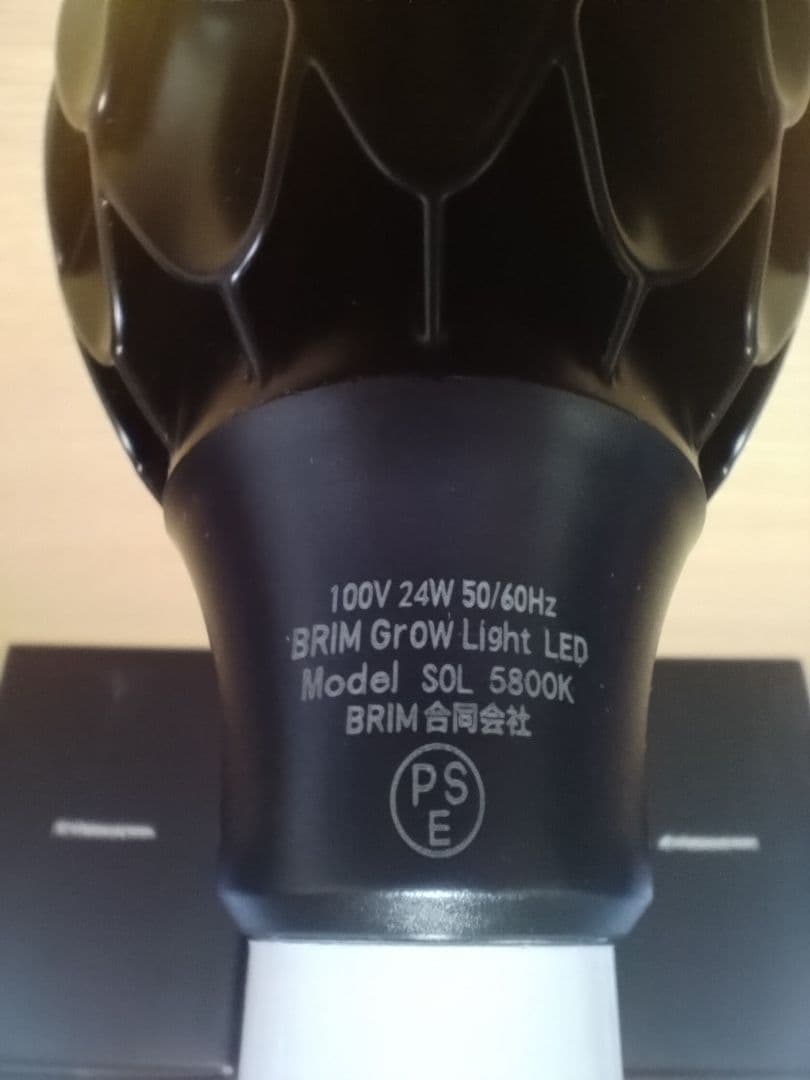 100V 24W 50/60Hz
BRIM GroW Light LED
Model SOL 5800K
BRIM合同会社
PS
E